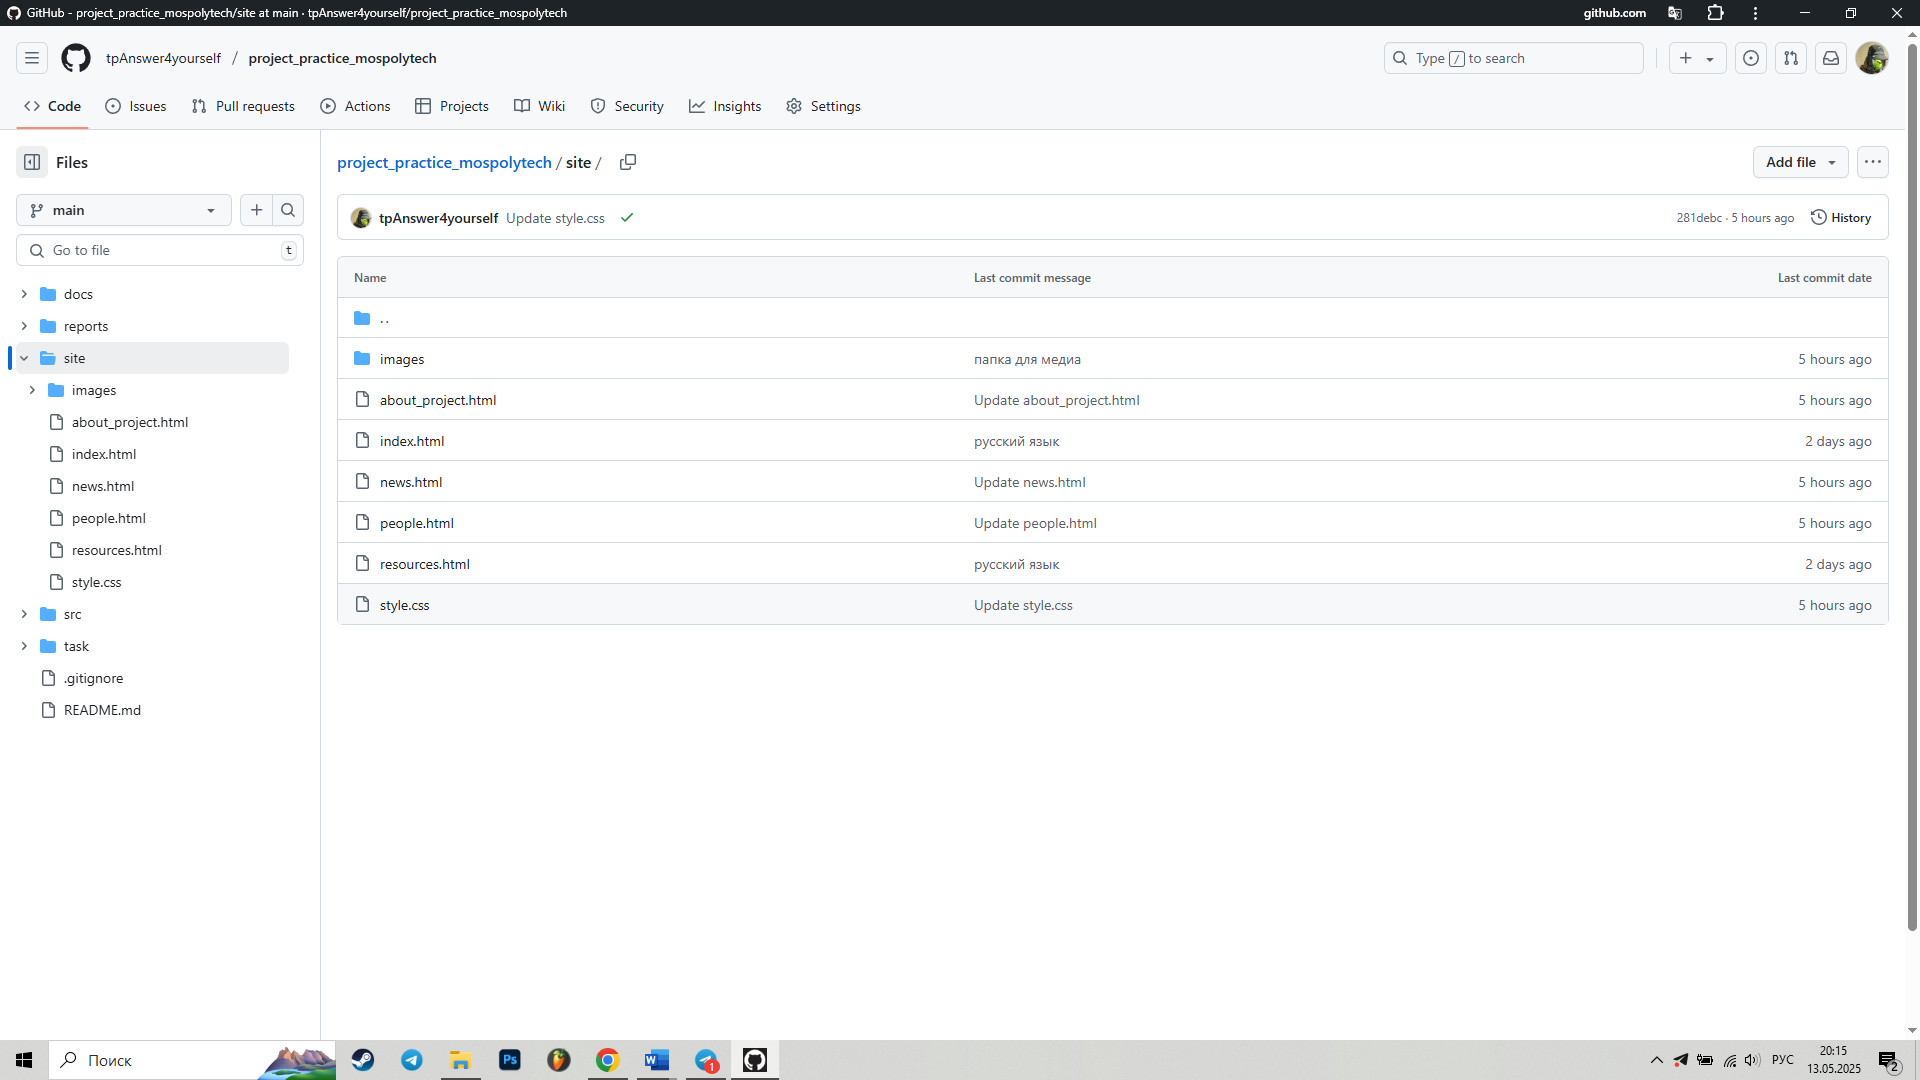 GitHub - project_practice_mospolytech/site at main · tpAnswer4yourself/project_practice_mospolytech
github.com
tpAnswer4yourself / project_practice_mospolytech
Type / to search
Code Issues Pull requests Actions Projects Wiki Security Insights Settings
Files
main
Go to file t
docs
reports
site
images
about_project.html
index.html
news.html
people.html
resources.html
style.css
src
task
.gitignore
README.md
project_practice_mospolytech / site /
Add file
tpAnswer4yourself Update style.css
281debc · 5 hours ago History
Name Last commit message Last commit date
..
images папка для медиа 5 hours ago
about_project.html Update about_project.html 5 hours ago
index.html русский язык 2 days ago
news.html Update news.html 5 hours ago
people.html Update people.html 5 hours ago
resources.html русский язык 2 days ago
style.css Update style.css 5 hours ago
Поиск
Ps
W
1
РУС
20:15
13.05.2025
2